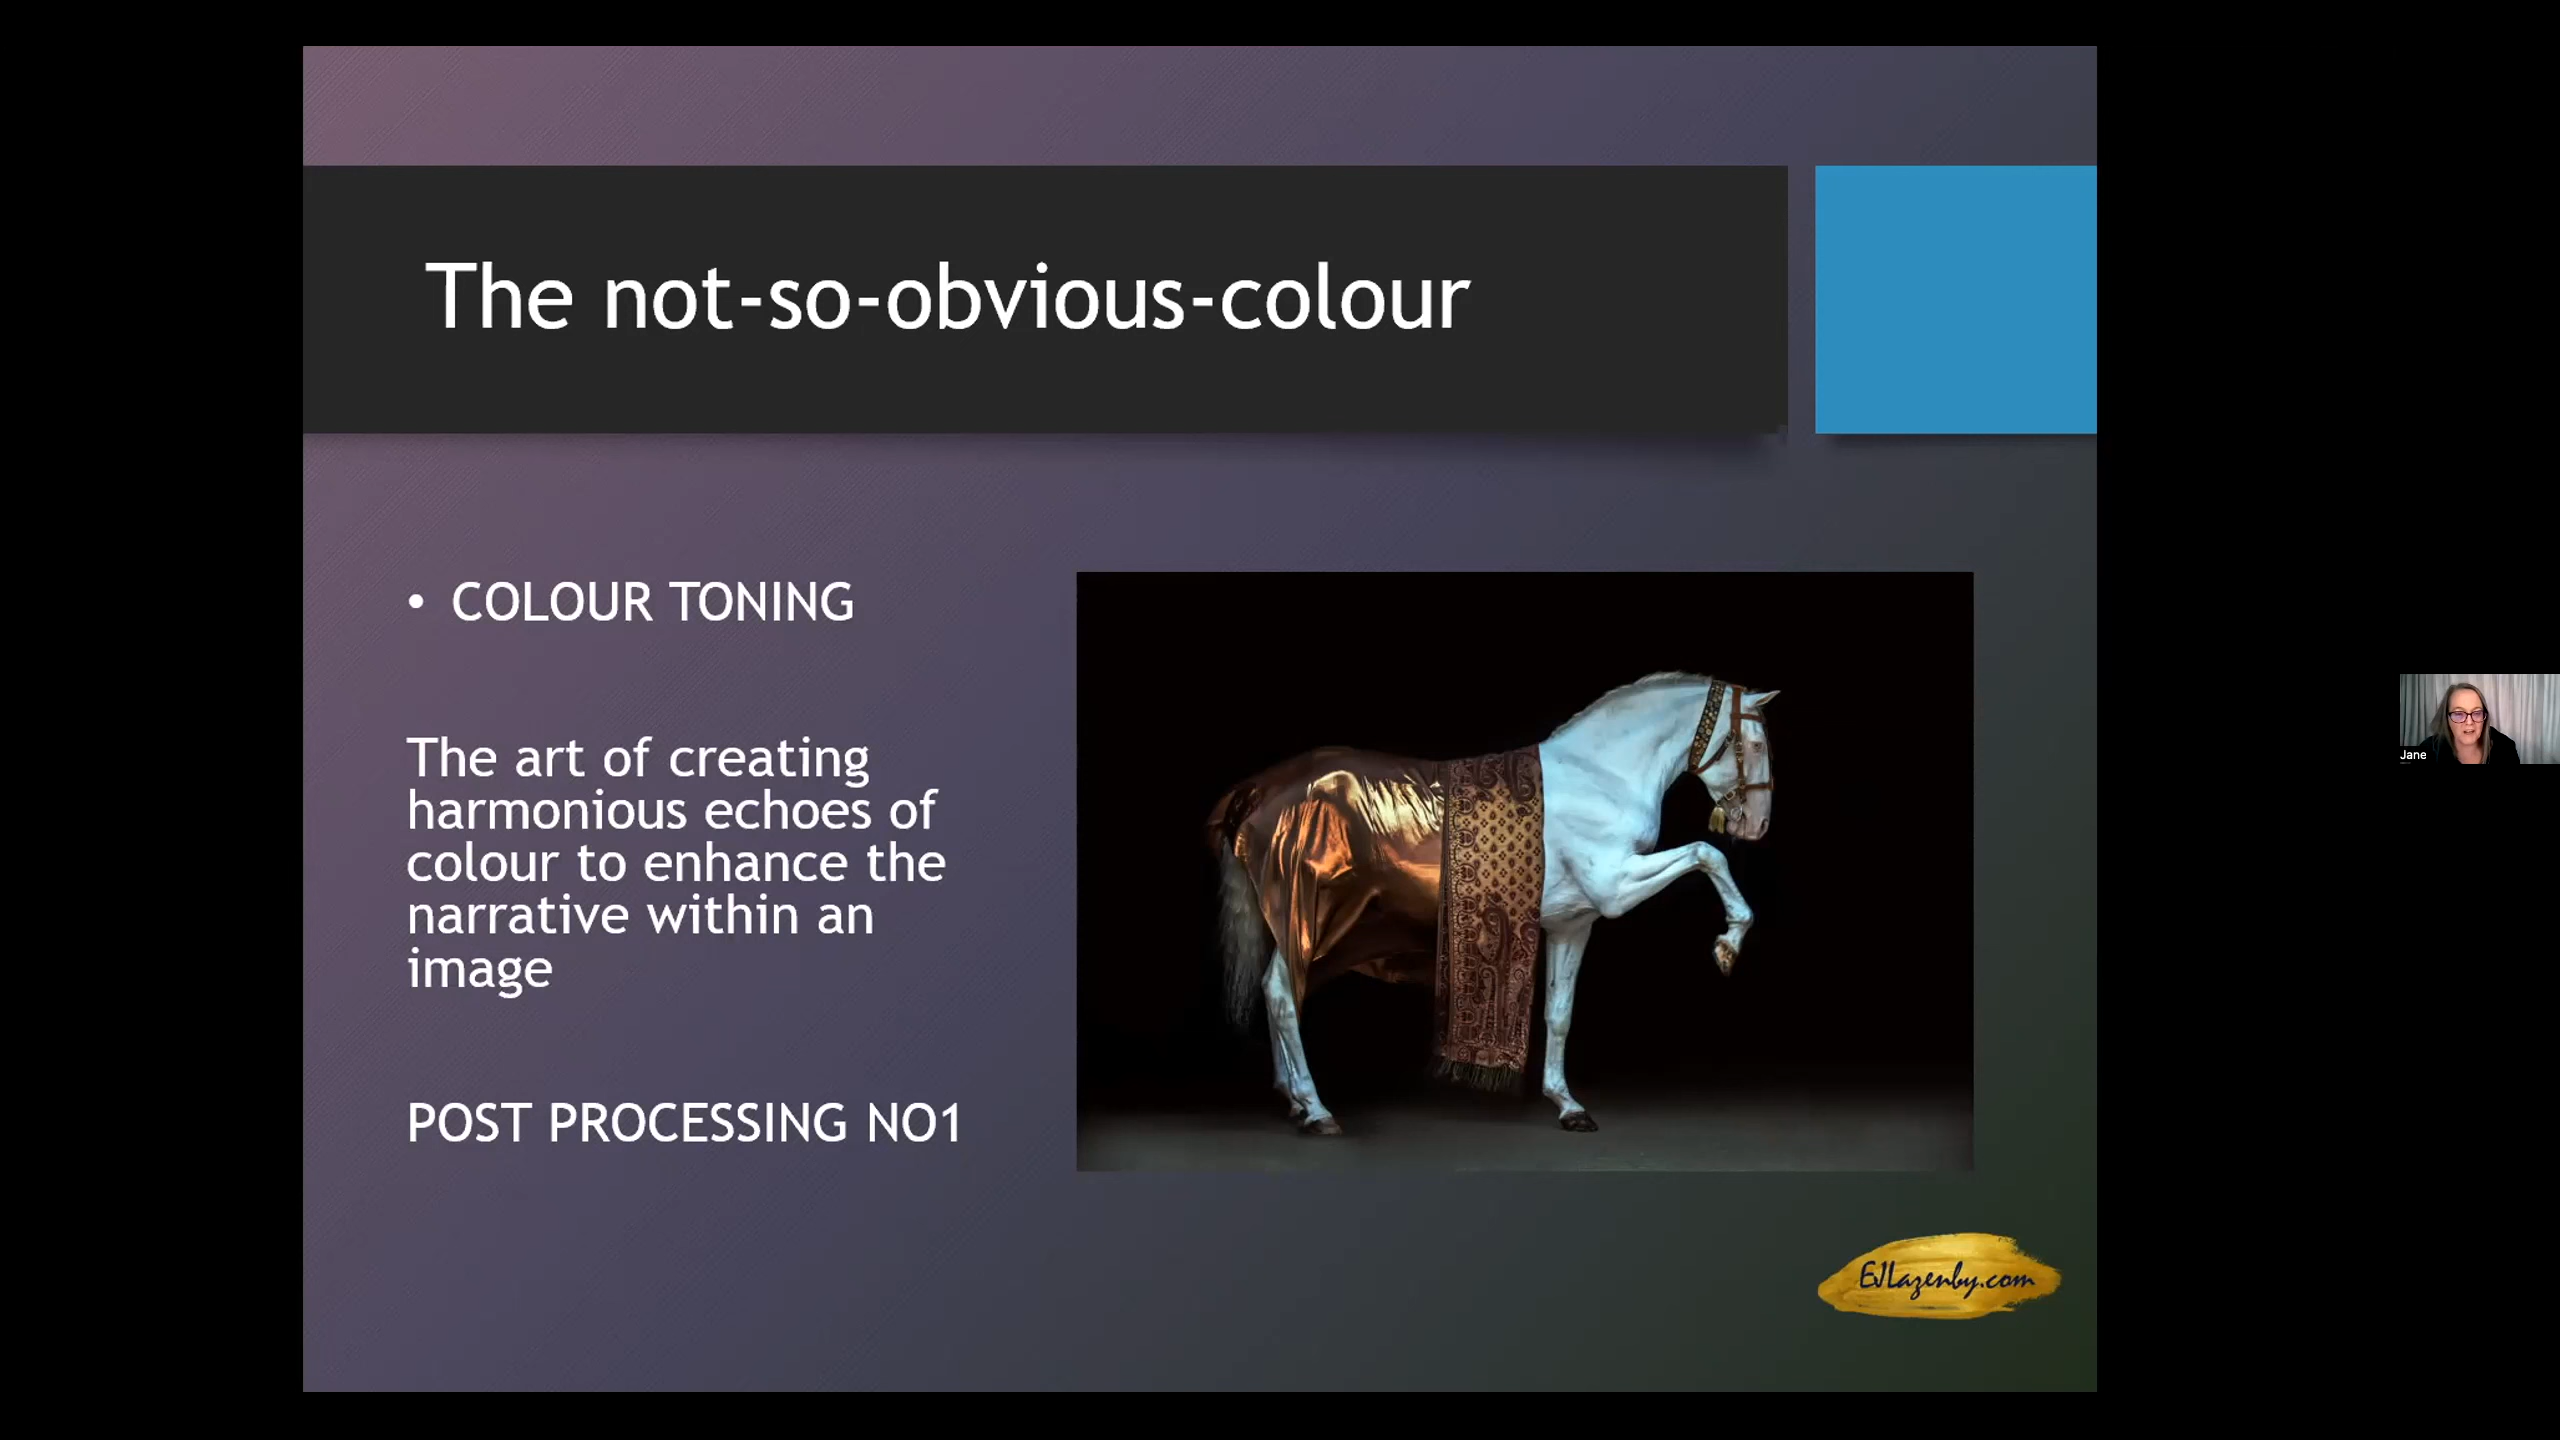 The not-so-obvious-colour
• COLOUR TONING
The art of creating
harmonious echoes of
colour to enhance the
narrative within an
image
POST PROCESSING NO1
EJLazenby.com
Jane